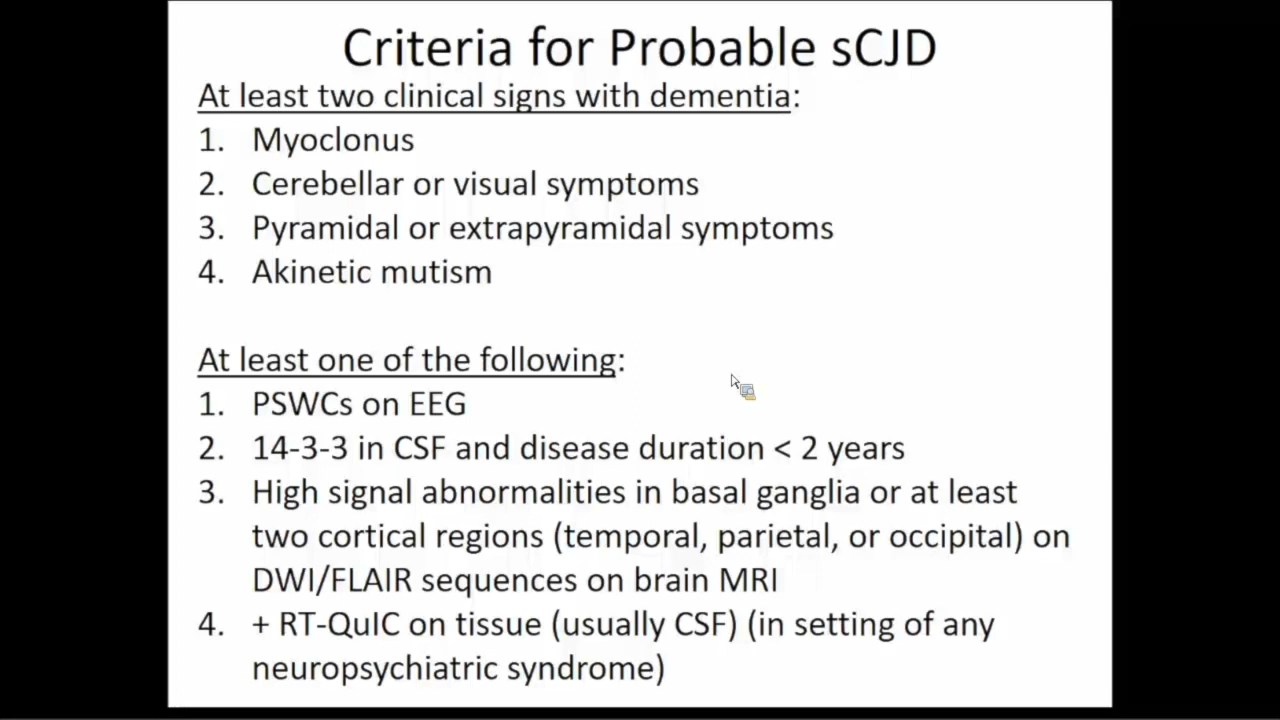 Criteria for Probable sCJD
At least two clinical signs with dementia:
1. Myoclonus
2. Cerebellar or visual symptoms
3. Pyramidal or extrapyramidal symptoms
4. Akinetic mutism
At least one of the following:
1. PSWCs on EEG
2. 14-3-3 in CSF and disease duration < 2 years
3. High signal abnormalities in basal ganglia or at least
two cortical regions (temporal, parietal, or occipital) on
DWI/FLAIR sequences on brain MRI
4. + RT-QuIC on tissue (usually CSF) (in setting of any
neuropsychiatric syndrome)